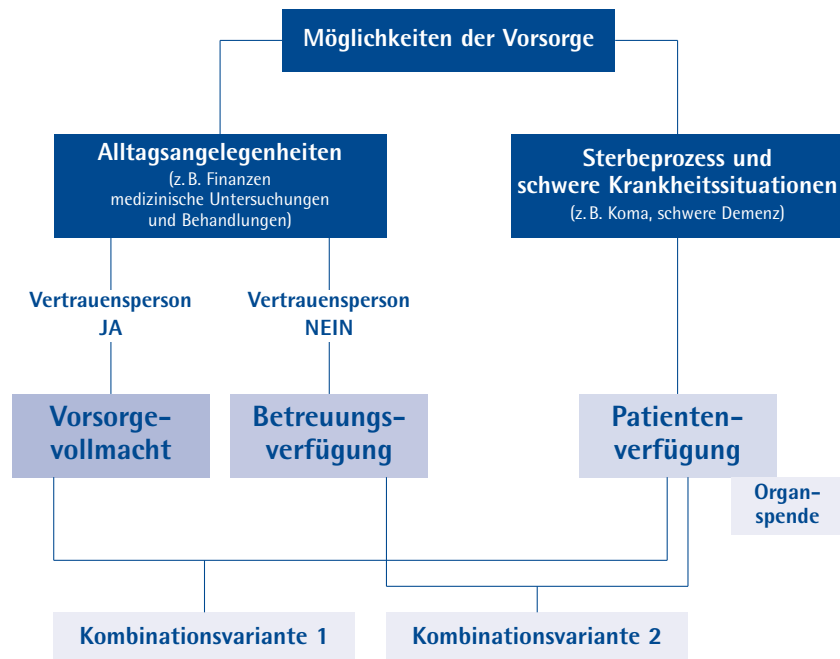 Möglichkeiten der Vorsorge
Alltagsangelegenheiten
(z. B. Finanzen
medizinische Untersuchungen
und Behandlungen)
Sterbeprozess und
schwere Krankheitssituationen
(z. B. Koma, schwere Demenz)
Vertrauensperson
JA
Vertrauensperson
NEIN
Vorsorge-
vollmacht
Betreuungs-
verfügung
Patienten-
verfügung
Organ-
spende
Kombinationsvariante 1
Kombinationsvariante 2